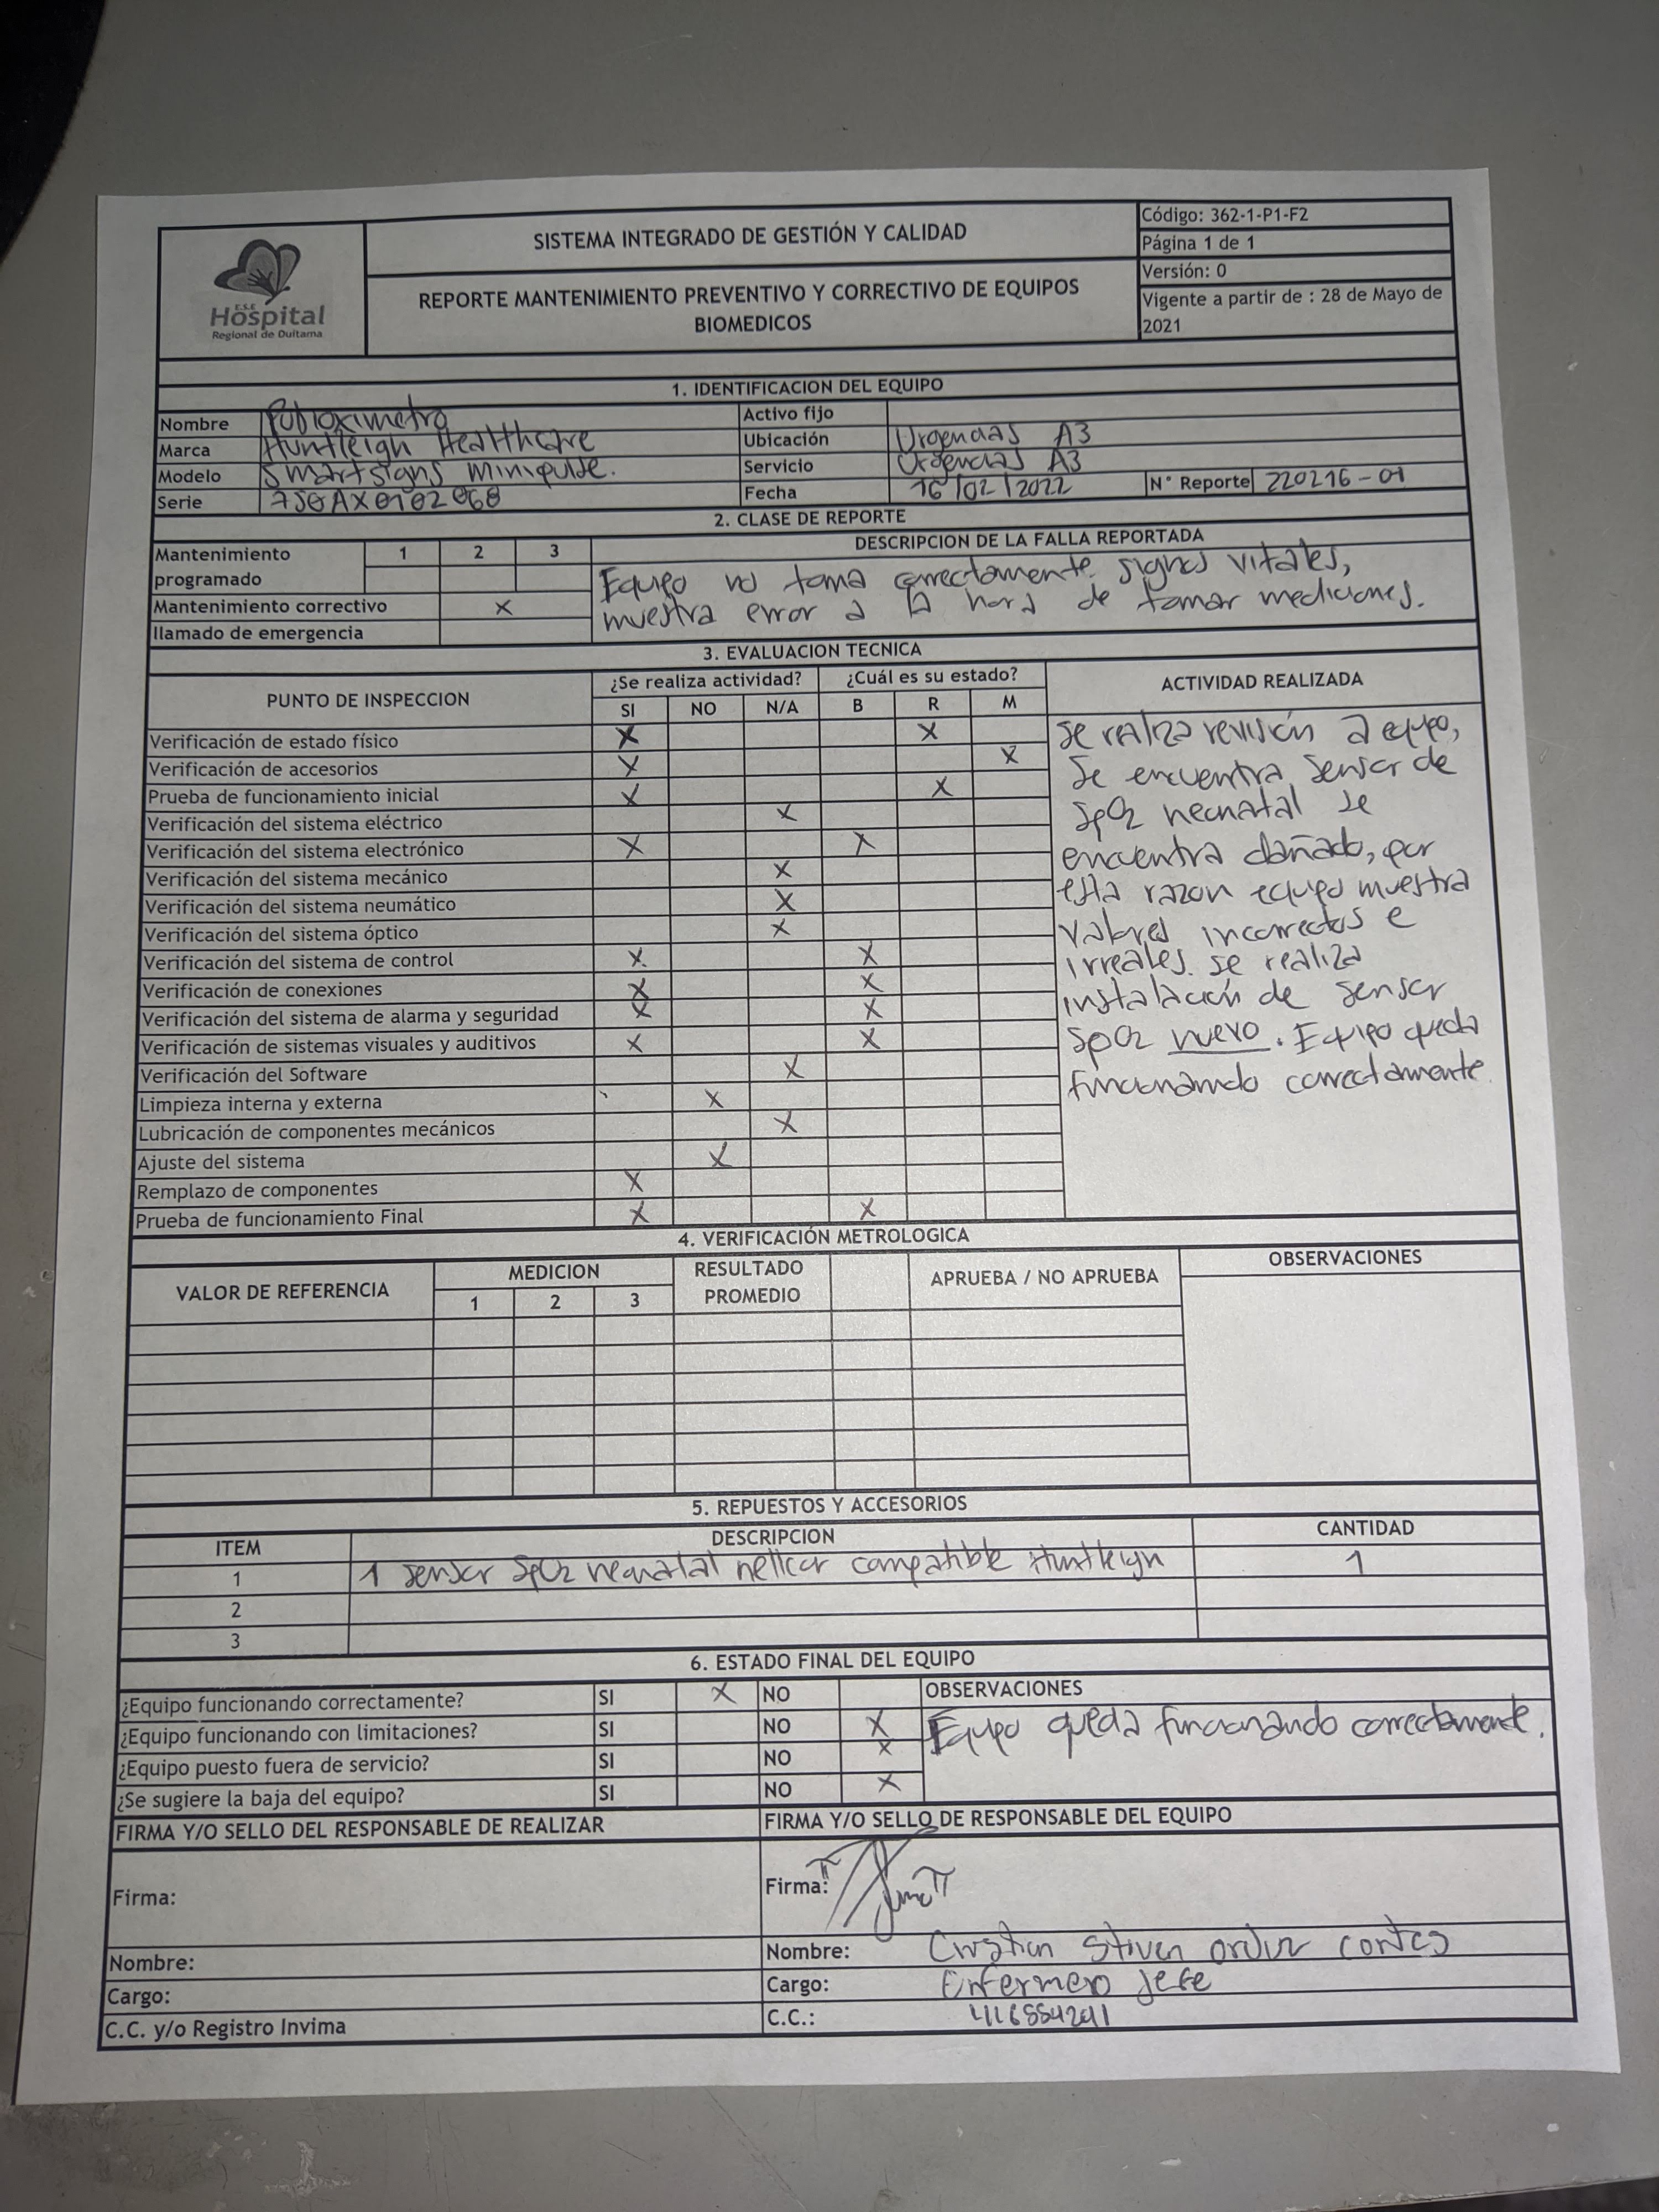 E.S.E
Hospital
Regional de Duitama
SISTEMA INTEGRADO DE GESTIÓN Y CALIDAD
REPORTE MANTENIMIENTO PREVENTIVO Y CORRECTIVO DE EQUIPOS
BIOMEDICOS
Código: 362-1-P1-F2
Página 1 de 1
Versión: 0
Vigente a partir de : 28 de Mayo de
2021
1. IDENTIFICACION DEL EQUIPO
Nombre Pulsoximetro Activo fijo
Marca Huntleigh Healthcare Ubicación Urgencias A3
Modelo Smartsigns minipulse. Servicio Urgencias A3
Serie Fecha 16/02/2022 N° Reporte 220216-01
2. CLASE DE REPORTE
Mantenimiento programado 1 2 3 DESCRIPCION DE LA FALLA REPORTADA
Equipo no toma correctamente signos vitales,
muestra error a la hora de tomar mediciones.
Mantenimiento correctivo X
llamado de emergencia
3. EVALUACION TECNICA
PUNTO DE INSPECCION ¿Se realiza actividad? ¿Cuál es su estado? ACTIVIDAD REALIZADA
SI NO N/A B R M
Verificación de estado físico X X
Verificación de accesorios X X
Prueba de funcionamiento inicial X X
Verificación del sistema eléctrico X
Verificación del sistema electrónico X X
Verificación del sistema mecánico X
Verificación del sistema neumático X
Verificación del sistema óptico X
Verificación del sistema de control X X
Verificación de conexiones X X
Verificación del sistema de alarma y seguridad X X
Verificación de sistemas visuales y auditivos X X
Verificación del Software X
Limpieza interna y externa X
Lubricación de componentes mecánicos X
Ajuste del sistema X
Remplazo de componentes X
Prueba de funcionamiento Final X X
Se realiza revisión a equipo,
se encuentra sensor de
SpO2 neonatal se
encuentra dañado, por
esta razon equipo muestra
valores incorrectos e
irreales. se realiza
instalación de sensor
SpO2 nuevo. Equipo queda
funcionando correctamente.
4. VERIFICACIÓN METROLOGICA
VALOR DE REFERENCIA MEDICION RESULTADO PROMEDIO APRUEBA / NO APRUEBA OBSERVACIONES
1 2 3
5. REPUESTOS Y ACCESORIOS
ITEM DESCRIPCION CANTIDAD
1 1 sensor SpO2 neonatal nellcor compatible Huntleigh 1
2
3
6. ESTADO FINAL DEL EQUIPO
¿Equipo funcionando correctamente? SI X NO OBSERVACIONES
¿Equipo funcionando con limitaciones? SI NO X Equipo queda funcionando correctamente.
¿Equipo puesto fuera de servicio? SI NO X
¿Se sugiere la baja del equipo? SI NO X
FIRMA Y/O SELLO DEL RESPONSABLE DE REALIZAR FIRMA Y/O SELLO DE RESPONSABLE DEL EQUIPO
Firma: Firma:
Nombre: Nombre: Cristian Stiven
Cargo: Cargo: Enfermero Jefe
C.C. y/o Registro Invima C.C.: